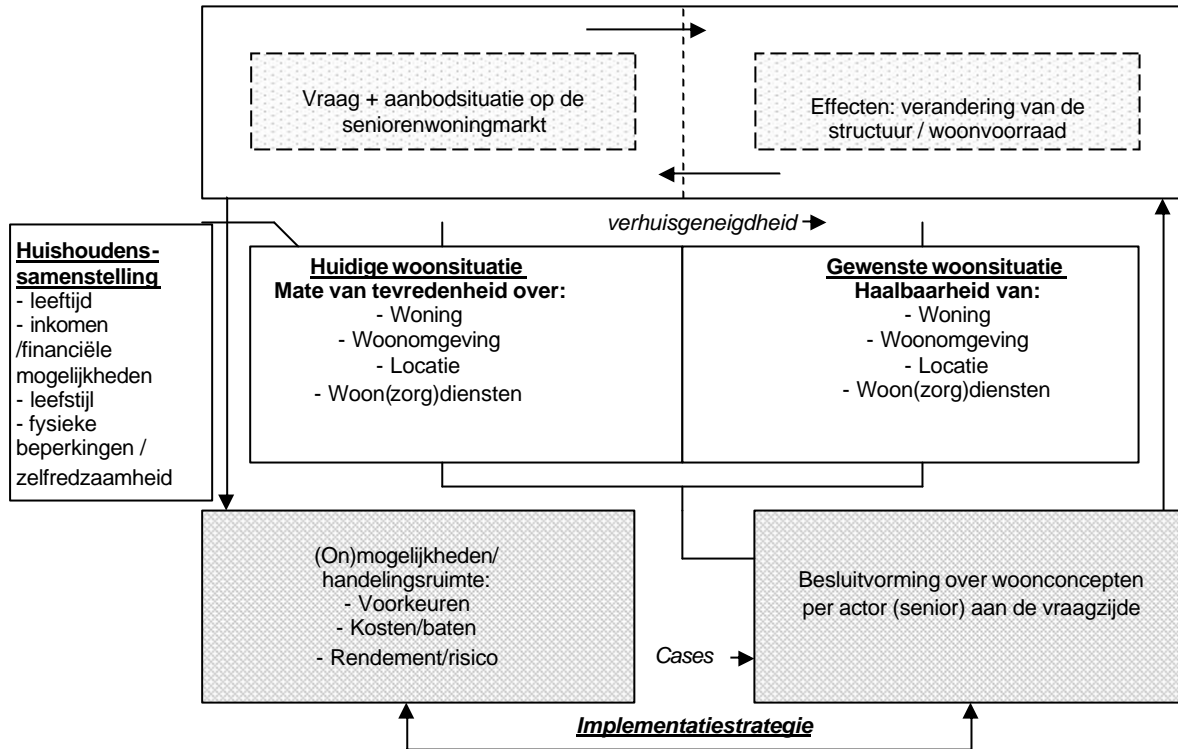 Vraag + aanbodsituatie op de
seniorenwoningmarkt
Effecten: verandering van de
structuur / woonvoorraad
verhuisgeneigdheid
Huishoudens-
samenstelling
- leeftijd
- inkomen
/financiële
mogelijkheden
- leefstijl
- fysieke
beperkingen /
zelfredzaamheid
Huidige woonsituatie
Mate van tevredenheid over:
- Woning
- Woonomgeving
- Locatie
- Woon(zorg)diensten
Gewenste woonsituatie
Haalbaarheid van:
- Woning
- Woonomgeving
- Locatie
- Woon(zorg)diensten
(On)mogelijkheden/
handelingsruimte:
- Voorkeuren
- Kosten/baten
- Rendement/risico
Cases
Besluitvorming over woonconcepten
per actor (senior) aan de vraagzijde
Implementatiestrategie